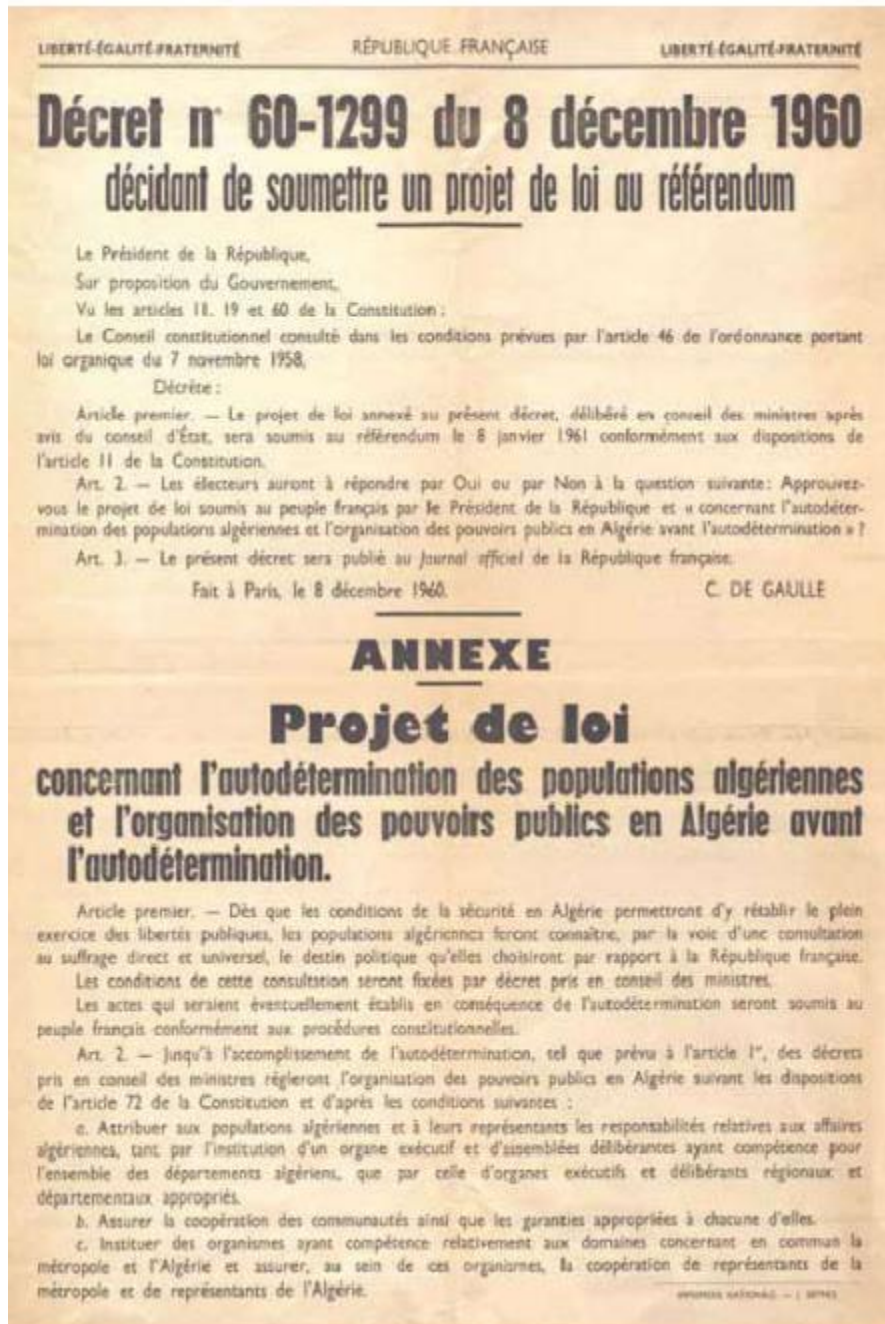 LIBERTÉ-ÉGALITÉ-FRATERNITÉ RÉPUBLIQUE FRANÇAISE LIBERTÉ-ÉGALITÉ-FRATERNITÉ
Décret n° 60-1299 du 8 décembre 1960
décidant de soumettre un projet de loi au référendum
Le Président de la République,
Sur proposition du Gouvernement,
Vu les articles 11, 19 et 60 de la Constitution ;
Le Conseil constitutionnel consulté dans les conditions prévues par l'article 46 de l'ordonnance portant
loi organique du 7 novembre 1958,
Décrète :
Article premier. — Le projet de loi annexé au présent décret, délibéré en conseil des ministres après
avis du conseil d'État, sera soumis au référendum le 8 janvier 1961 conformément aux dispositions de
l'article 11 de la Constitution.
Art. 2. — Les électeurs auront à répondre par Oui ou par Non à la question suivante : Approuvez-
vous le projet de loi soumis au peuple français par le Président de la République et « concernant l'autodéter-
mination des populations algériennes et l'organisation des pouvoirs publics en Algérie avant l'autodétermination » ?
Art. 3. — Le présent décret sera publié au Journal officiel de la République française.
Fait à Paris, le 8 décembre 1960. C. DE GAULLE
ANNEXE
Projet de loi
concernant l'autodétermination des populations algériennes
et l'organisation des pouvoirs publics en Algérie avant
l'autodétermination.
Article premier. — Dès que les conditions de la sécurité en Algérie permettront d'y rétablir le plein
exercice des libertés publiques, les populations algériennes feront connaître, par la voie d'une consultation
au suffrage direct et universel, le destin politique qu'elles choisiront par rapport à la République française.
Les conditions de cette consultation seront fixées par décret pris en conseil des ministres.
Les actes qui seraient éventuellement établis en conséquence de l'autodétermination seront soumis au
peuple français conformément aux procédures constitutionnelles.
Art. 2. — Jusqu'à l'accomplissement de l'autodétermination, tel que prévu à l'article 1er, des décrets
pris en conseil des ministres régleront l'organisation des pouvoirs publics en Algérie suivant les dispositions
de l'article 72 de la Constitution et d'après les conditions suivantes :
a. Attribuer aux populations algériennes et à leurs représentants les responsabilités relatives aux affaires
algériennes, tant par l'institution d'un organe exécutif et d'assemblées délibérantes ayant compétence pour
l'ensemble des départements algériens, que par celle d'organes exécutifs et délibérants régionaux et
départementaux appropriés.
b. Assurer la coopération des communautés ainsi que les garanties appropriées à chacune d'elles.
c. Instituer des organismes ayant compétence relativement aux domaines concernant en commun la
métropole et l'Algérie et assurer, au sein de ces organismes, la coopération de représentants de la
métropole et de représentants de l'Algérie.
IMPRIMERIE NATIONALE. —